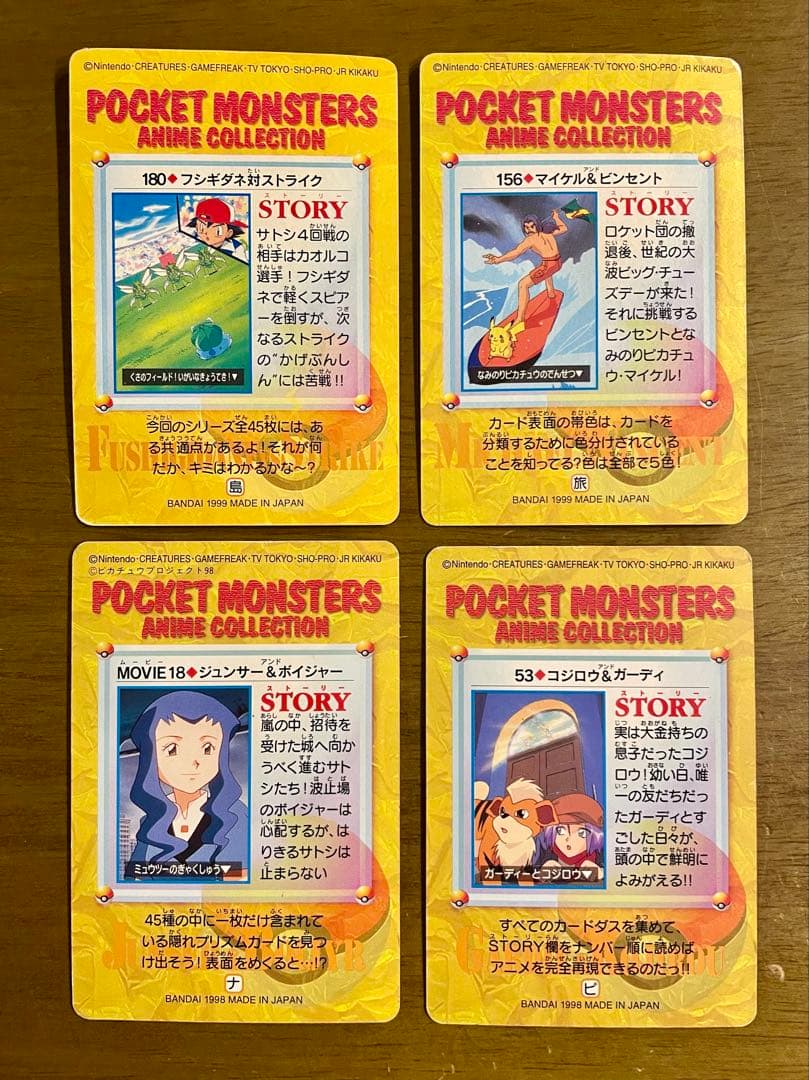 ©Nintendo・CREATURES・GAMEFREAK・TV TOKYO・SHO-PRO・JR KIKAKU
POCKET MONSTERS
ANIME COLLECTION
180◆フシギダネ対ストライク
STORY
サトシ4回戦の
相手はカオルコ
選手!フシギダ
ネで軽くスピア
ーを倒すが、次
なるストライク
の“かげぶんし
ん”には苦戦!!
くさのフィールド!いがいなきょうてき!▼
今回のシリーズ全45枚には、あ
る共通点があるよ!それが何
だか、キミはわかるかな〜?
島
BANDAI 1999 MADE IN JAPAN
©Nintendo・CREATURES・GAMEFREAK・TV TOKYO・SHO-PRO・JR KIKAKU
POCKET MONSTERS
ANIME COLLECTION
156◆マイケル&ビンセント
STORY
ロケット団の撤
退後、世紀の大
波ビッグ・チュー
ズデーが来た!
それに挑戦する
ビンセントとな
みのりピカチュ
ウ・マイケル!
なみのりピカチュウのでんせつ▼
カード表面の帯色は、カードを
分類するために色分けされている
ことを知ってる?色は全部で5色!
旅
BANDAI 1999 MADE IN JAPAN
©Nintendo・CREATURES・GAMEFREAK・TV TOKYO・SHO-PRO・JR KIKAKU
©ピカチュウプロジェクト98
POCKET MONSTERS
ANIME COLLECTION
MOVIE18◆ジュンサー&ボイジャー
STORY
嵐の中、招待を
受けた城へ向か
うべく進むサト
シたち!波止場
のボイジャーは
心配するが、は
りきるサトシは
止まらない
ミュウツーのぎゃくしゅう▼
45種の中に一枚だけ含まれて
いる隠れプリズムカードを見つ
け出そう!表面をめくると…!?
ナ
BANDAI 1998 MADE IN JAPAN
©Nintendo・CREATURES・GAMEFREAK・TV TOKYO・SHO-PRO・JR KIKAKU
POCKET MONSTERS
ANIME COLLECTION
53◆コジロウ&ガーディ
STORY
実は大金持ちの
息子だったコジ
ロウ!幼い日、唯
一の友だちだっ
たガーディとす
ごした日々が、
頭の中で鮮明に
よみがえる!!
ガーディーとコジロウ▼
すべてのカードダスを集めて、
STORY欄をナンバー順に読めば、
アニメを完全再現できるのだっ!!
ピ
BANDAI 1998 MADE IN JAPAN